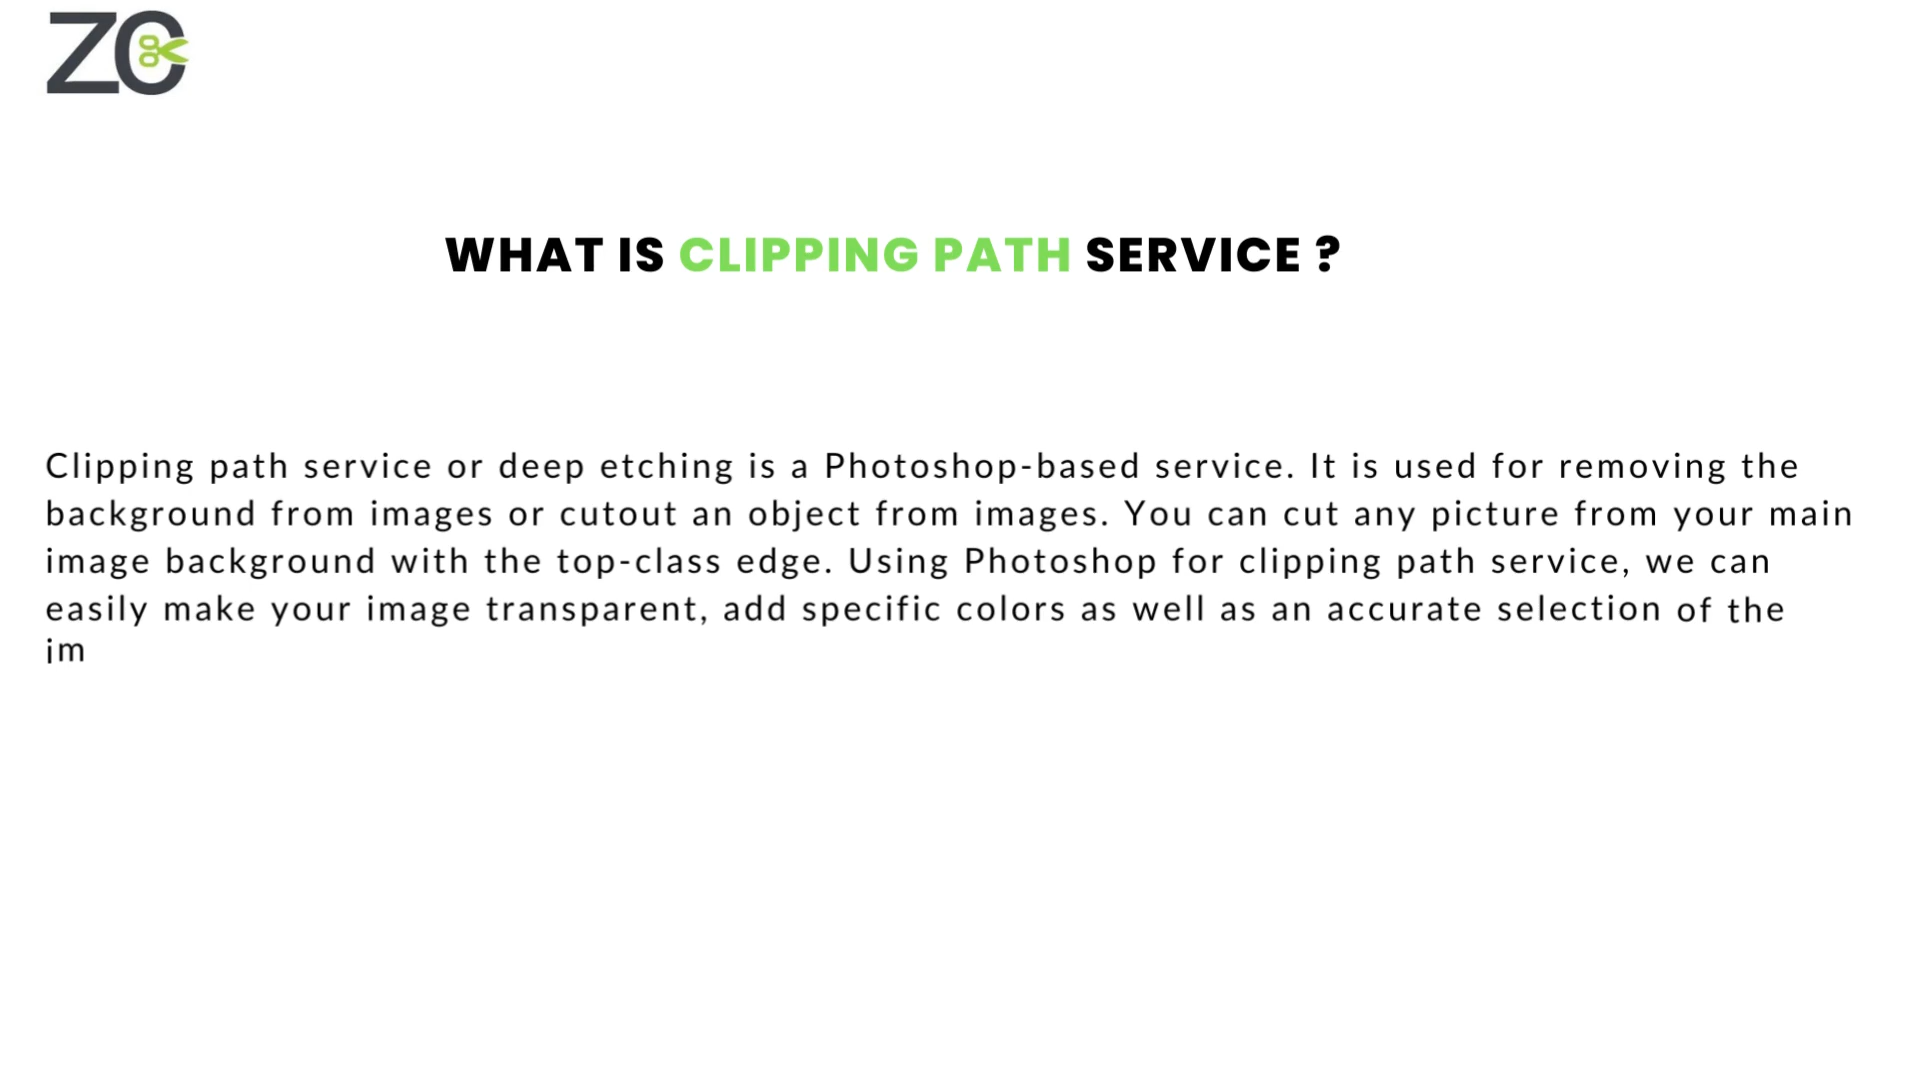 ZC
WHAT IS CLIPPING PATH SERVICE ?
Clipping path service or deep etching is a Photoshop-based service. It is used for removing the
background from images or cutout an object from images. You can cut any picture from your main
image background with the top-class edge. Using Photoshop for clipping path service, we can
easily make your image transparent, add specific colors as well as an accurate selection of the
im